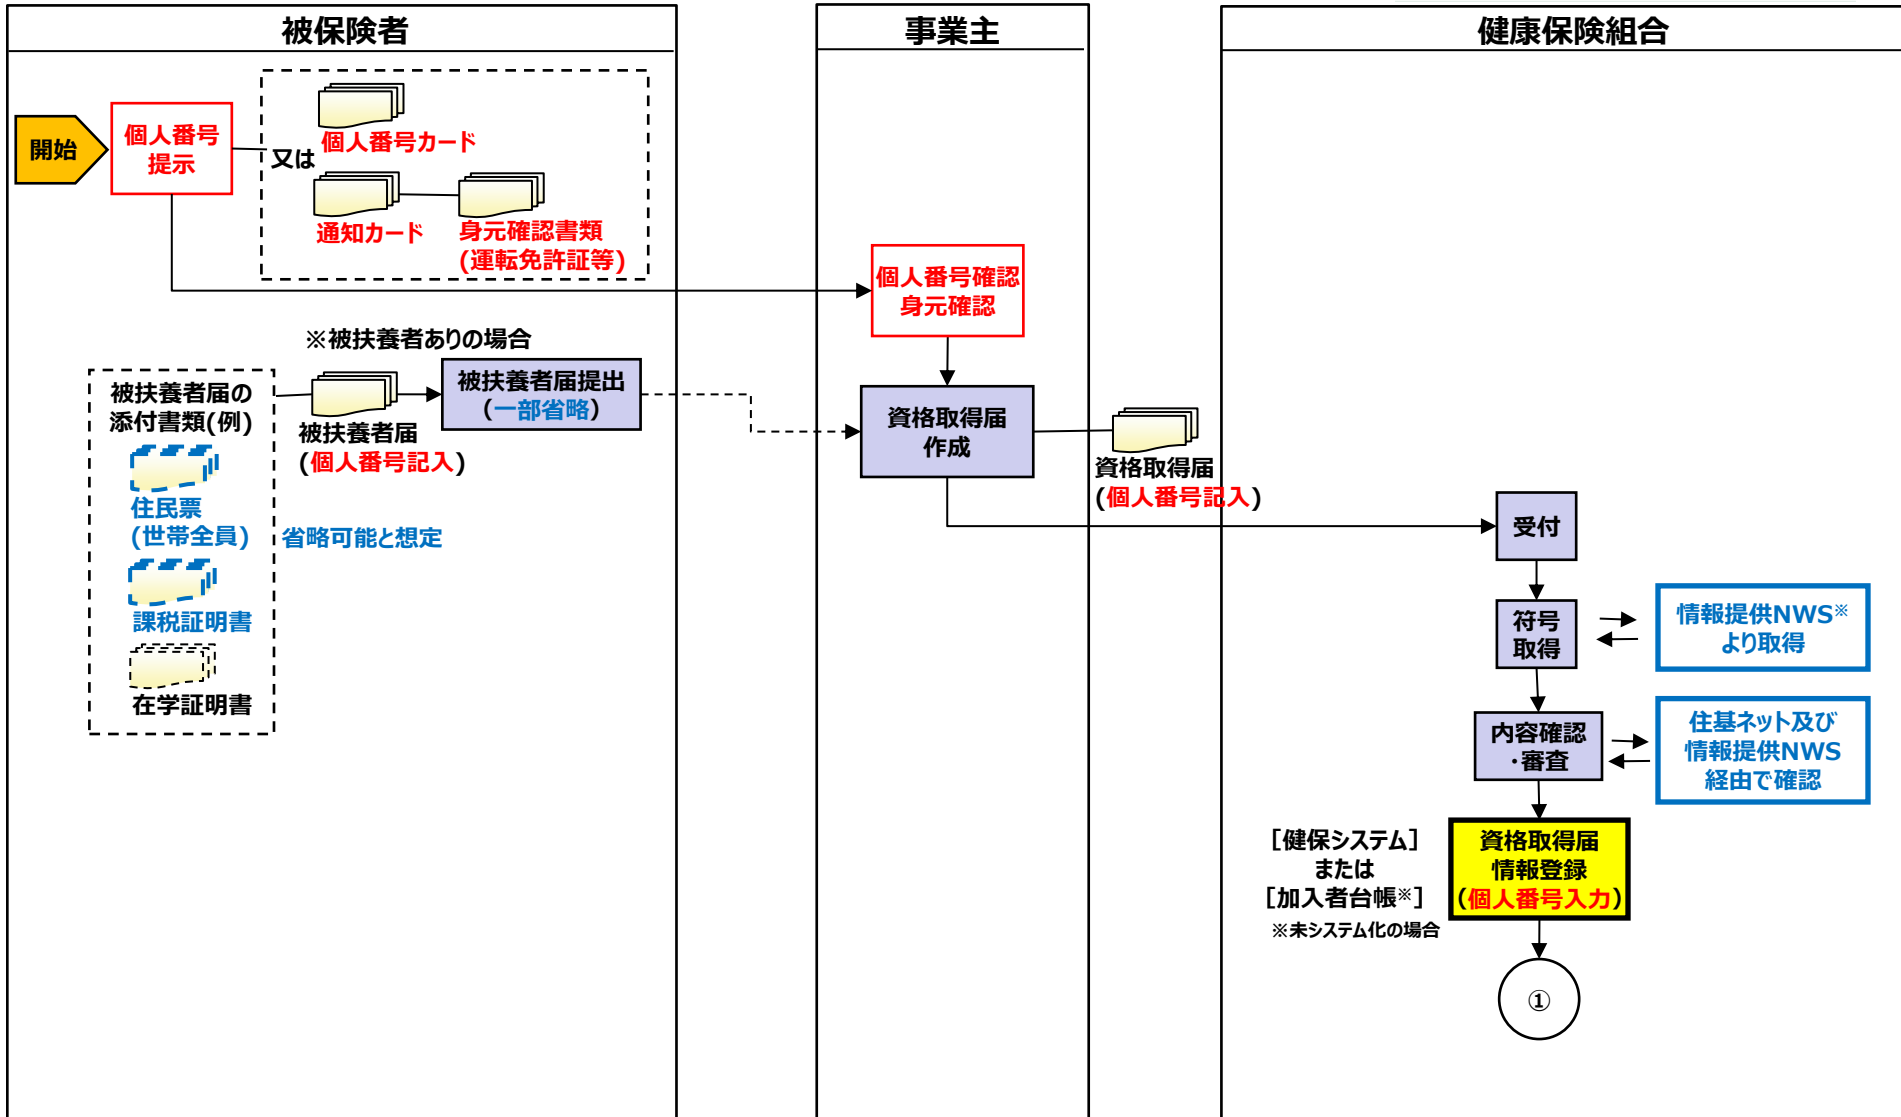 被保険者
事業主
健康保険組合
開始
個人番号
提示
又は
個人番号カード
通知カード
身元確認書類
(運転免許証等)
個人番号確認
身元確認
※被扶養者ありの場合
被扶養者届の
添付書類(例)
住民票
(世帯全員)
課税証明書
在学証明書
省略可能と想定
被扶養者届
(個人番号記入)
被扶養者届提出
(一部省略)
資格取得届
作成
資格取得届
(個人番号記入)
受付
符号
取得
情報提供NWS※
より取得
内容確認
・審査
住基ネット及び
情報提供NWS
経由で確認
[健保システム]
または
[加入者台帳※]
※未システム化の場合
資格取得届
情報登録
(個人番号入力)
①